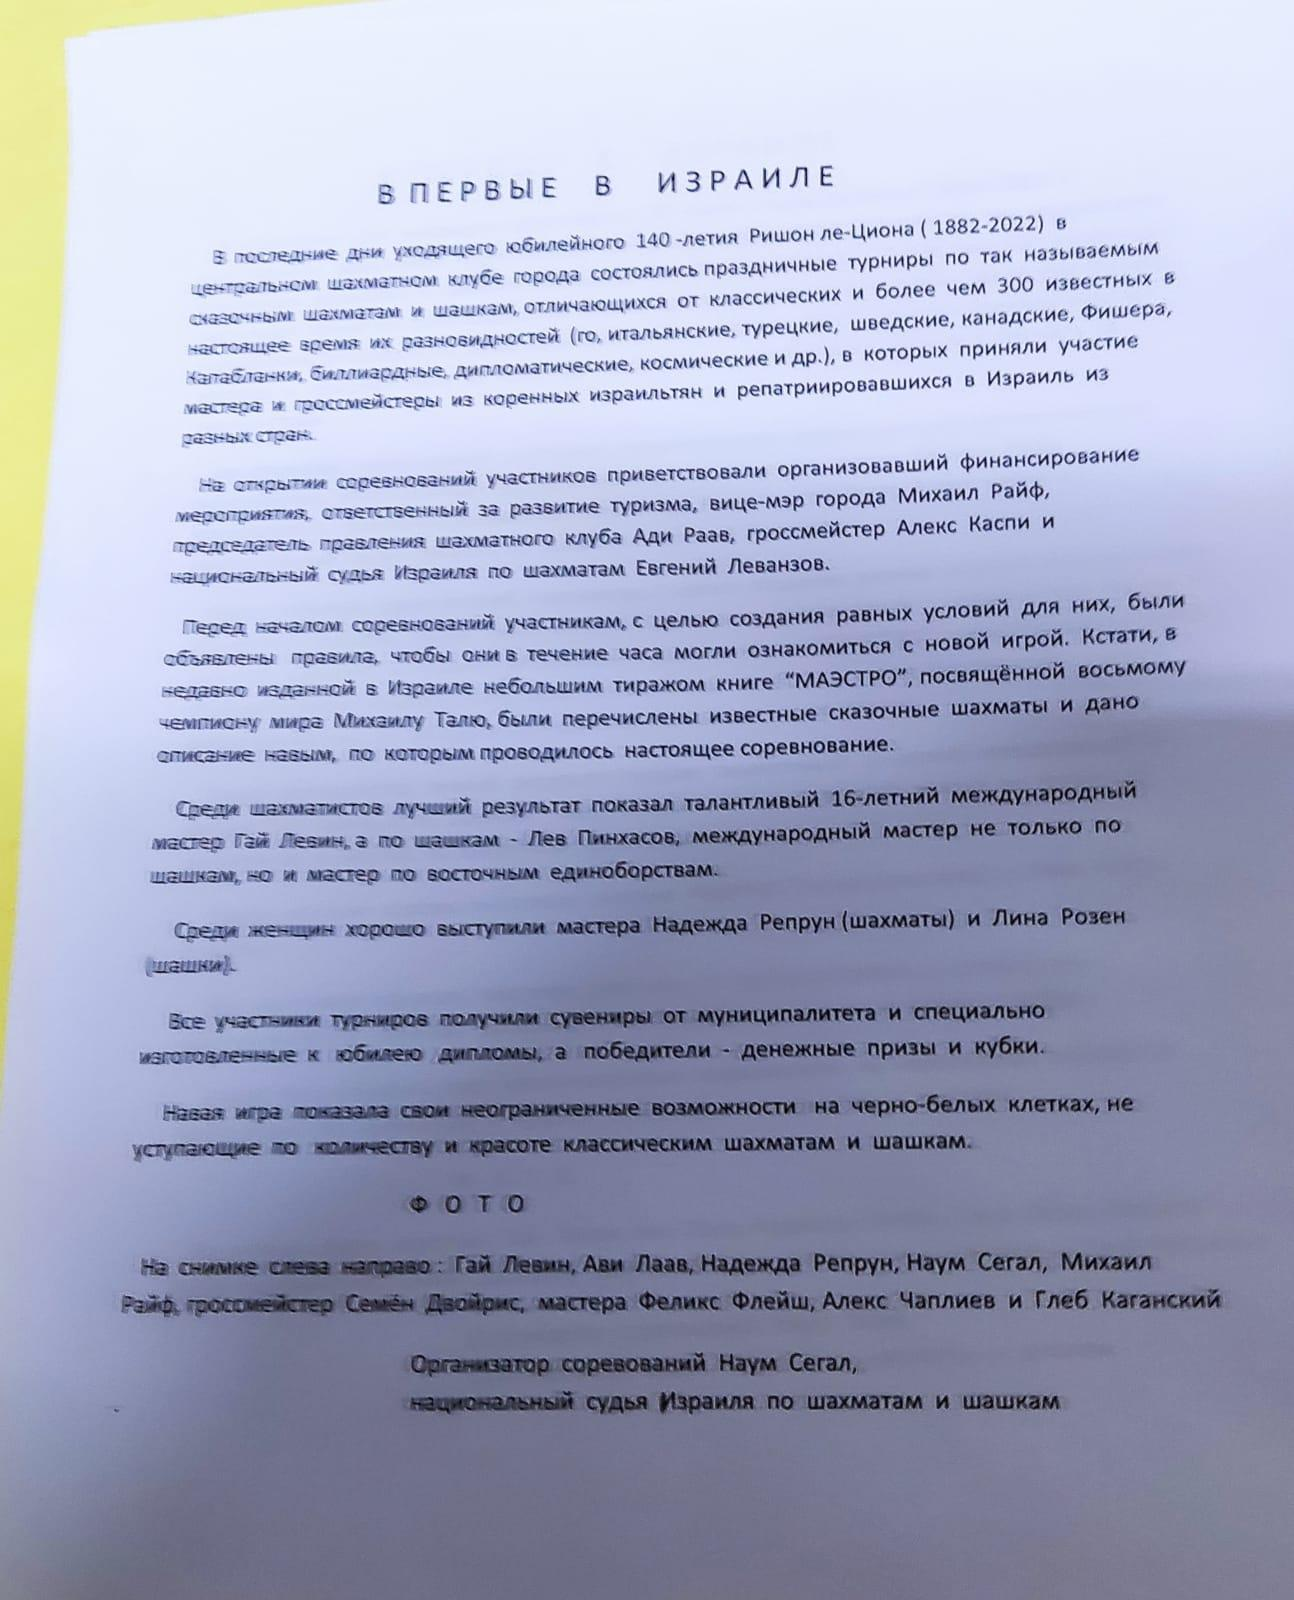 ВПЕРВЫЕ В ИЗРАИЛЕ
В последние дни уходящего юбилейного 140 -летия Ришон ле-Циона ( 1882-2022) в
центральном шахматном клубе города состоялись праздничные турниры по так называемым
сказочным шахматам и шашкам, отличающихся от классических и более чем 300 известных в
настоящее время их разновидностей (го, итальянские, турецкие, шведские, канадские, Фишера,
Капабланки, биллиардные, дипломатические, космические и др.), в которых приняли участие
мастера и гроссмейстеры из коренных израильтян и репатриировавшихся в Израиль из
разных стран.
На открытии соревнований участников приветствовали организовавший финансирование
мероприятия, ответственный за развитие туризма, вице-мэр города Михаил Райф,
председатель правления шахматного клуба Ади Раав, гроссмейстер Алекс Каспи и
национальный судья Израиля по шахматам Евгений Леванзов.
Перед началом соревнований участникам, с целью создания равных условий для них, были
объявлены правила, чтобы они в течение часа могли ознакомиться с новой игрой. Кстати, в
недавно изданной в Израиле небольшим тиражом книге “МАЭСТРО”, посвящённой восьмому
чемпиону мира Михаилу Талю, были перечислены известные сказочные шахматы и дано
описание новым, по которым проводилось настоящее соревнование.
Среди шахматистов лучший результат показал талантливый 16-летний международный
мастер Гай Левин, а по шашкам - Лев Пинхасов, международный мастер не только по
шашкам, но и мастер по восточным единоборствам.
Среди женщин хорошо выступили мастера Надежда Репрун (шахматы) и Лина Розен
(шашки).
Все участники турниров получили сувениры от муниципалитета и специально
изготовленные к юбилею дипломы, а победители - денежные призы и кубки.
Новая игра показала свои неограниченные возможности на черно-белых клетках, не
уступающие по количеству и красоте классическим шахматам и шашкам.
Ф О Т О
На снимке слева направо : Гай Левин, Ави Лаав, Надежда Репрун, Наум Сегал, Михаил
Райф, гроссмейстер Семён Двойрис, мастера Феликс Флейш, Алекс Чаплиев и Глеб Каганский
Организатор соревований Наум Сегал,
национальный судья Израиля по шахматам и шашкам